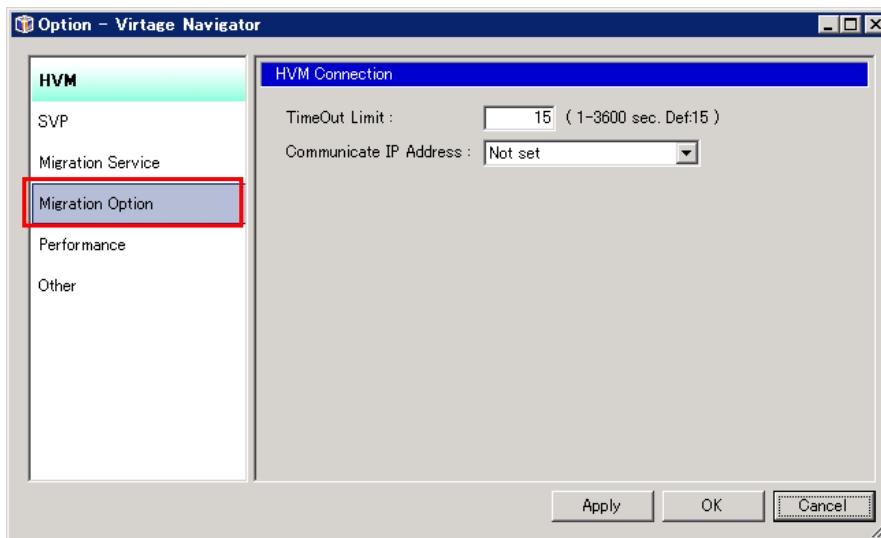 Option - Virtage Navigator
HVM
SVP
Migration Service
Migration Option
Performance
Other
HVM Connection
TimeOut Limit : 15 ( 1-3600 sec. Def:15 )
Communicate IP Address : Not set
Apply OK Cancel